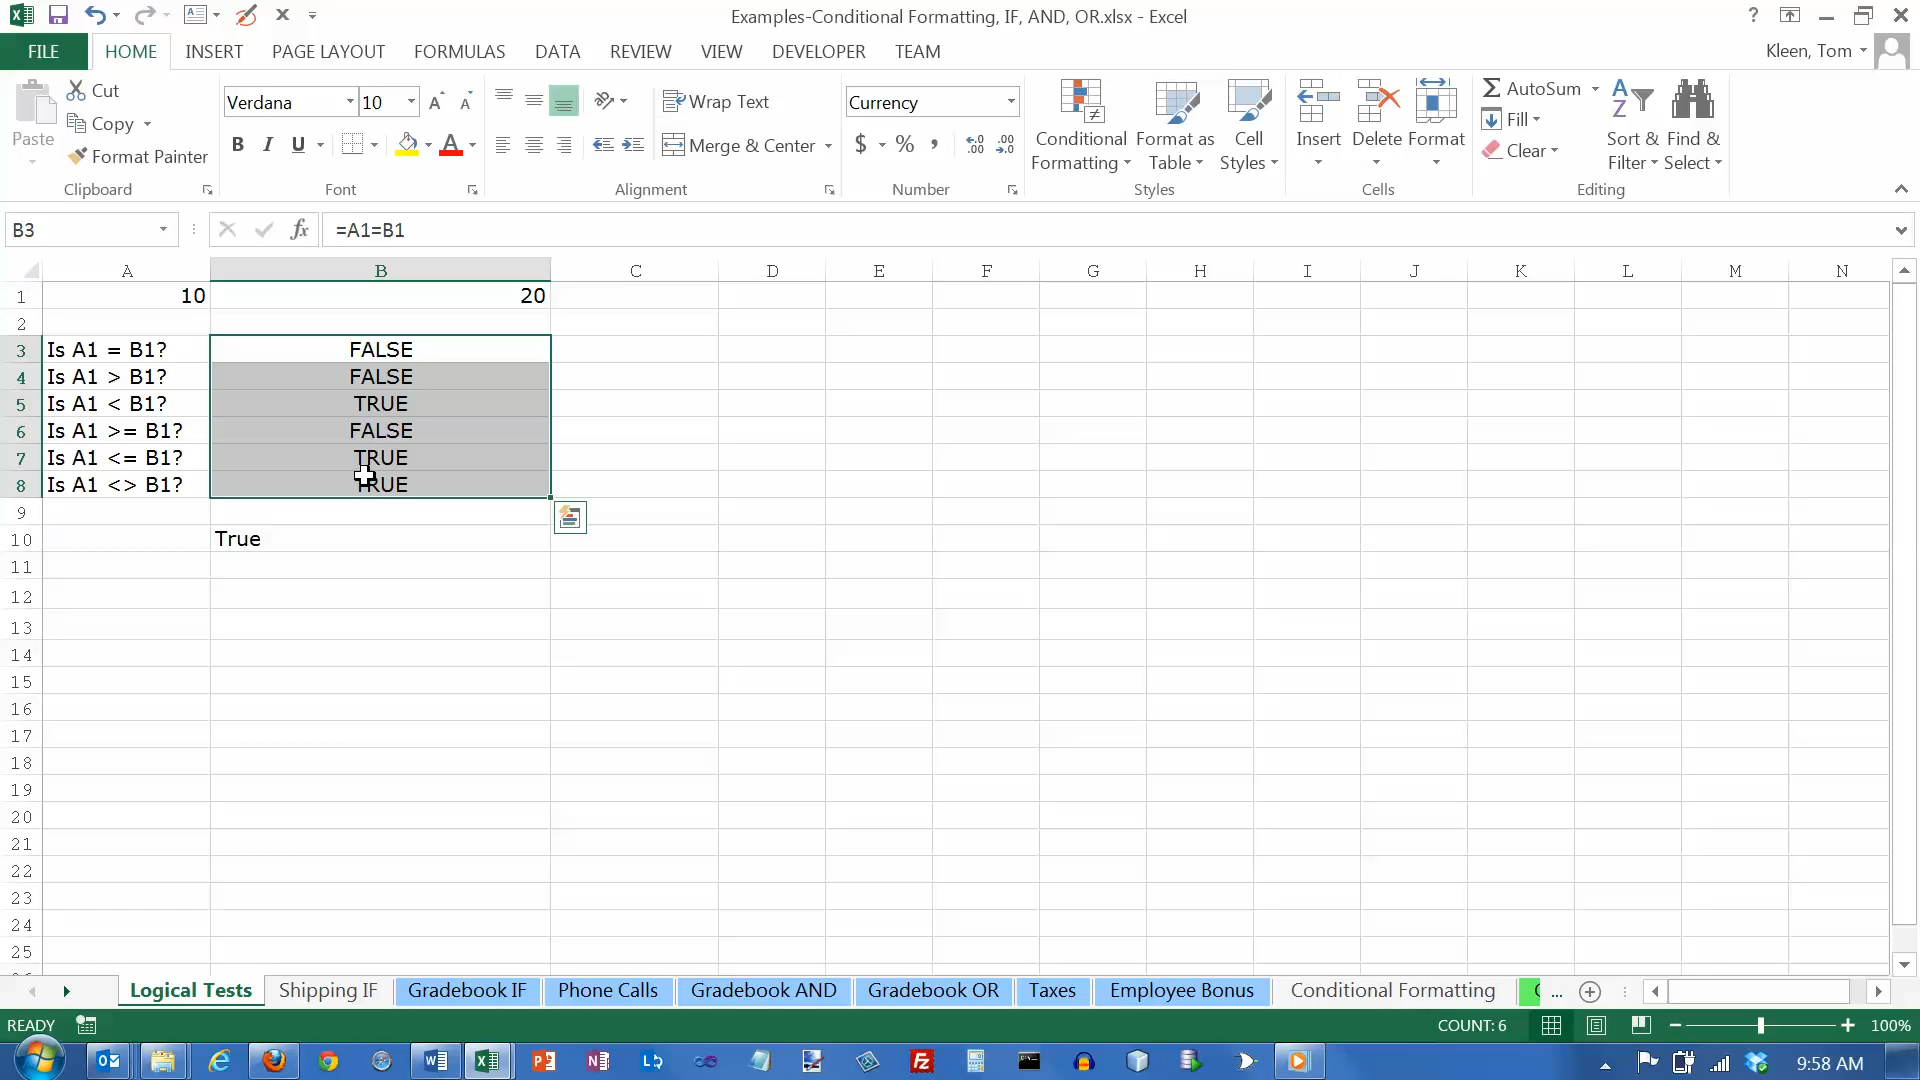 Examples-Conditional Formatting, IF, AND, OR.xlsx - Excel
?
FILE HOME INSERT PAGE LAYOUT FORMULAS DATA REVIEW VIEW DEVELOPER TEAM Kleen, Tom
Paste
Cut
Copy
Format Painter
Clipboard
Verdana 10
B I U
Font
Wrap Text
Merge & Center
Alignment
Currency
$ % ,
Number
Conditional Formatting
Format as Table
Cell Styles
Styles
Insert
Delete
Format
Cells
AutoSum
Fill
Clear
Sort & Filter
Find & Select
Editing
B3 fx =A1=B1
A B C D E F G H I J K L M N
1 10 20
2
3 Is A1 = B1? FALSE
4 Is A1 > B1? FALSE
5 Is A1 < B1? TRUE
6 Is A1 >= B1? FALSE
7 Is A1 <= B1? TRUE
8 Is A1 <> B1? TRUE
9
10 True
11
12
13
14
15
16
17
18
19
20
21
22
23
24
25
Logical Tests Shipping IF Gradebook IF Phone Calls Gradebook AND Gradebook OR Taxes Employee Bonus Conditional Formatting ...
READY COUNT: 6 100%
9:58 AM